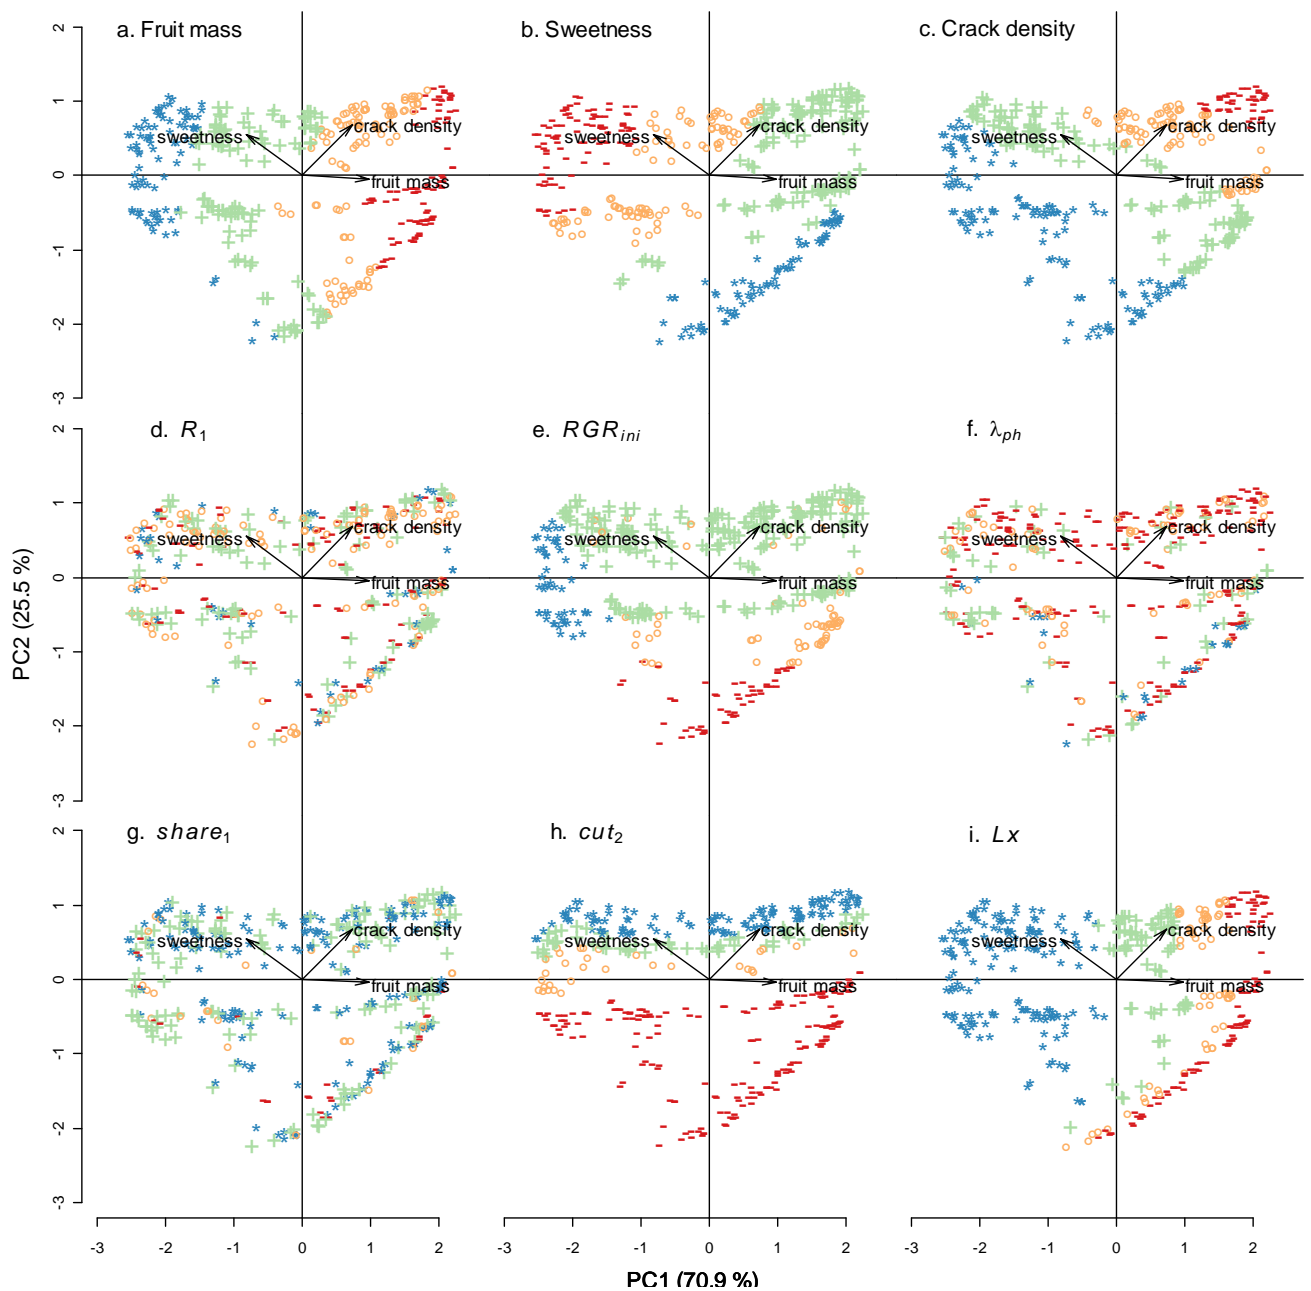 a. Fruit mass
b. Sweetness
c. Crack density
2
1
0
-1
-2
-3
sweetness
crack density
fruit mass
sweetness
crack density
fruit mass
sweetness
crack density
fruit mass
d. R1
e. RGRini
f. λph
2
1
0
-1
-2
-3
sweetness
crack density
fruit mass
sweetness
crack density
fruit mass
sweetness
crack density
fruit mass
PC2 (25.5 %)
g. share1
h. cut2
i. Lx
2
1
0
-1
-2
-3
sweetness
crack density
fruit mass
sweetness
crack density
fruit mass
sweetness
crack density
fruit mass
-3 -2 -1 0 1 2
-3 -2 -1 0 1 2
-3 -2 -1 0 1 2
PC1 (70.9 %)